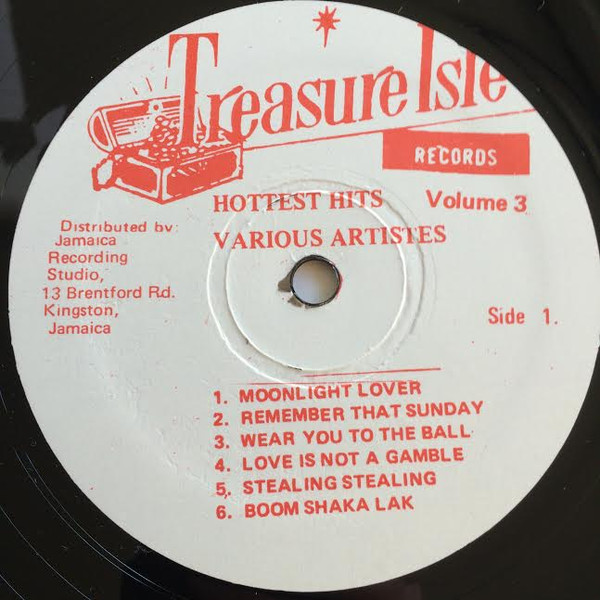 Treasure Isle
RECORDS
HOTTEST HITS Volume 3
VARIOUS ARTISTES
Distributed by:
Jamaica
Recording
Studio,
13 Brentford Rd.
Kingston,
Jamaica
Side 1.
1. MOONLIGHT LOVER
2. REMEMBER THAT SUNDAY
3. WEAR YOU TO THE BALL
4. LOVE IS NOT A GAMBLE
5. STEALING STEALING
6. BOOM SHAKA LAK